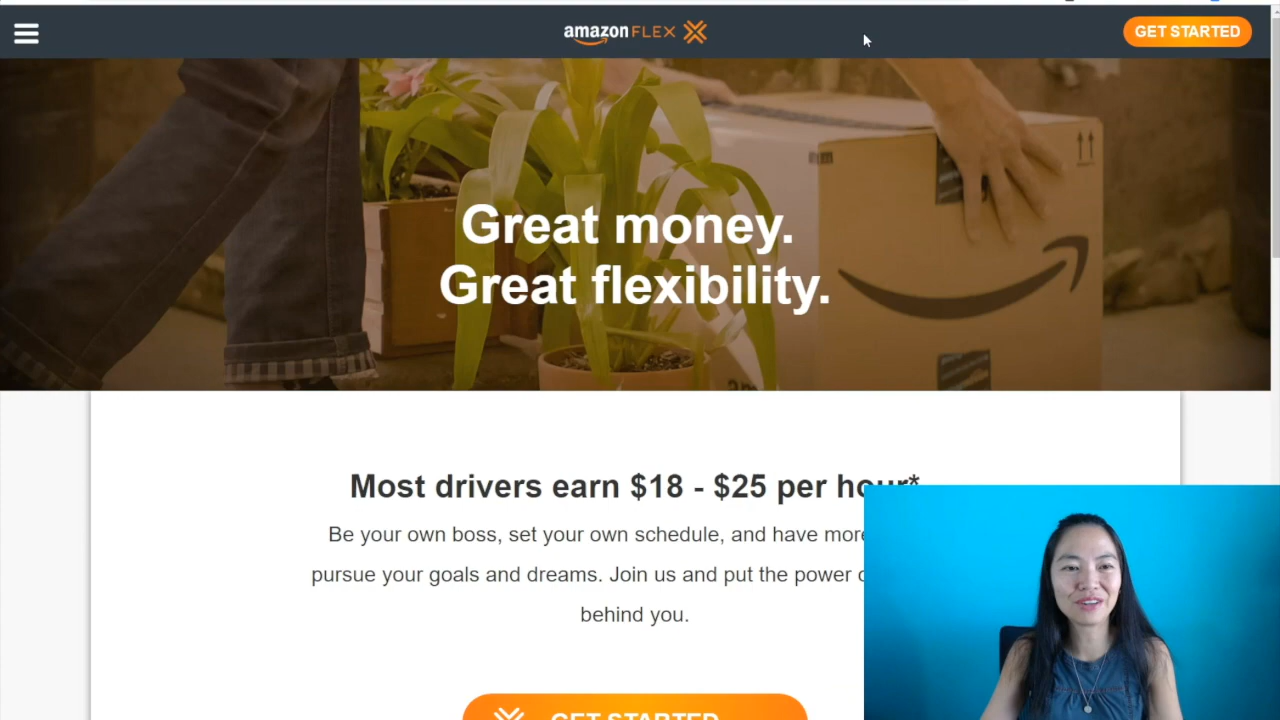 amazon FLEX
GET STARTED
Great money.
Great flexibility.
Most drivers earn $18 - $25 per hour*
Be your own boss, set your own schedule, and have more
pursue your goals and dreams. Join us and put the power
behind you.
GET STARTED